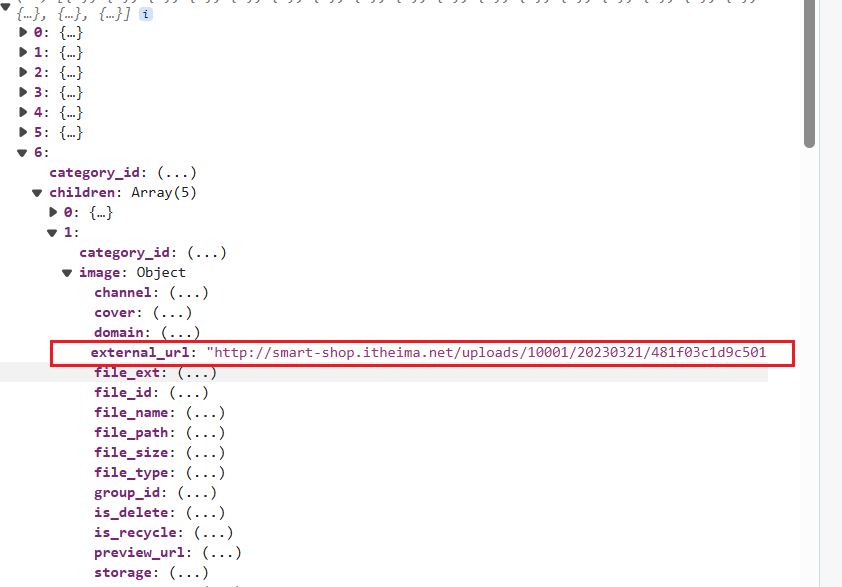 {…}, {…}, {…}] i
▶ 0: {…}
▶ 1: {…}
▶ 2: {…}
▶ 3: {…}
▶ 4: {…}
▶ 5: {…}
▼ 6:
category_id: (...)
▼ children: Array(5)
▶ 0: {…}
▼ 1:
category_id: (...)
▼ image: Object
channel: (...)
cover: (...)
domain: (...)
external_url: "http://smart-shop.itheima.net/uploads/10001/20230321/481f03c1d9c501
file_ext: (...)
file_id: (...)
file_name: (...)
file_path: (...)
file_size: (...)
file_type: (...)
group_id: (...)
is_delete: (...)
is_recycle: (...)
preview_url: (...)
storage: (...)